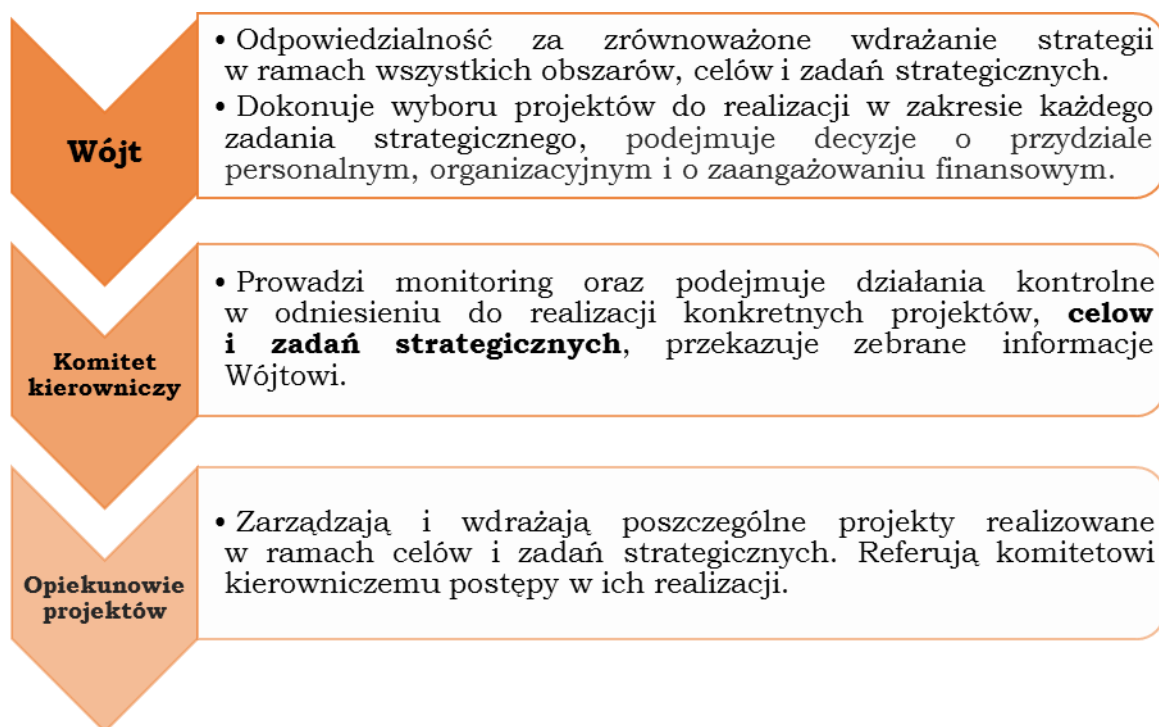 Wójt
• Odpowiedzialność za zrównoważone wdrażanie strategii
w ramach wszystkich obszarów, celów i zadań strategicznych.
• Dokonuje wyboru projektów do realizacji w zakresie każdego
zadania strategicznego, podejmuje decyzje o przydziale
personalnym, organizacyjnym i o zaangażowaniu finansowym.
Komitet
kierowniczy
• Prowadzi monitoring oraz podejmuje działania kontrolne
w odniesieniu do realizacji konkretnych projektów, celow
i zadań strategicznych, przekazuje zebrane informacje
Wójtowi.
Opiekunowie
projektów
• Zarządzają i wdrażają poszczególne projekty realizowane
w ramach celów i zadań strategicznych. Referują komitetowi
kierowniczemu postępy w ich realizacji.